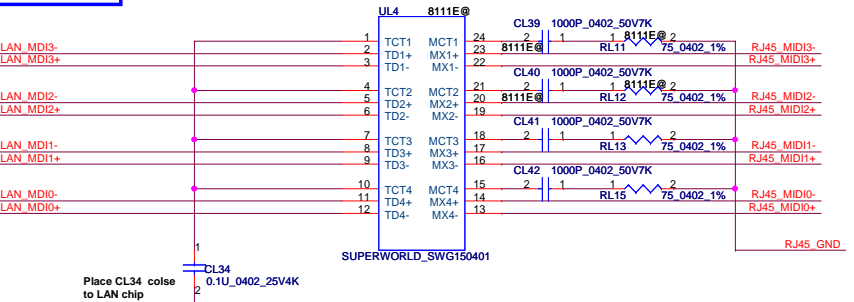 UL4 8111E@
LAN_MDI3-
LAN_MDI3+
1 TCT1 MCT1 24
2 TD1+ MX1+ 23
3 TD1- MX1- 22
CL39 1000P_0402_50V7K
2 1 1 8111E@ 2
8111E@ RL11 75_0402_1%
RJ45_MIDI3-
RJ45_MIDI3+
LAN_MDI2-
LAN_MDI2+
4 TCT2 MCT2 21
5 TD2+ MX2+ 20
6 TD2- MX2- 19
CL40 1000P_0402_50V7K
2 1 1 8111E@ 2
8111E@ RL12 75_0402_1%
RJ45_MIDI2-
RJ45_MIDI2+
LAN_MDI1-
LAN_MDI1+
7 TCT3 MCT3 18
8 TD3+ MX3+ 17
9 TD3- MX3- 16
CL41 1000P_0402_50V7K
2 1 1 2
RL13 75_0402_1%
RJ45_MIDI1-
RJ45_MIDI1+
LAN_MDI0-
LAN_MDI0+
10 TCT4 MCT4 15
11 TD4+ MX4+ 14
12 TD4- MX4- 13
CL42 1000P_0402_50V7K
2 1 1 2
RL15 75_0402_1%
RJ45_MIDI0-
RJ45_MIDI0+
RJ45_GND
SUPERWORLD_SWG150401
1
CL34
0.1U_0402_25V4K
2
Place CL34 colse
to LAN chip